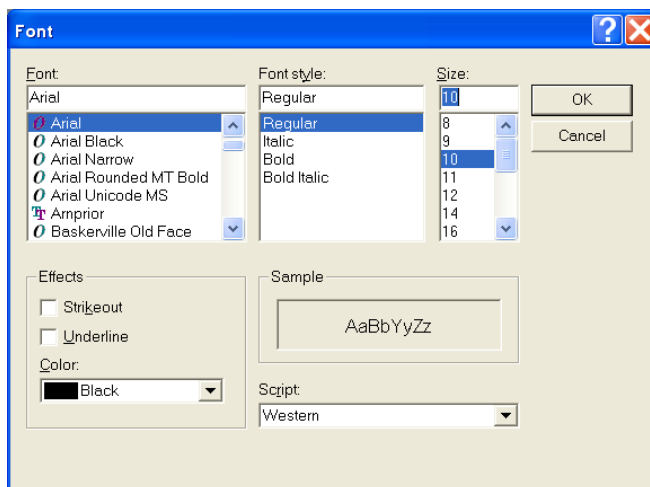 Font
Font:
Arial
Arial
Arial Black
Arial Narrow
Arial Rounded MT Bold
Arial Unicode MS
Amprior
Baskerville Old Face
Font style:
Regular
Regular
Italic
Bold
Bold Italic
Size:
10
8
9
10
11
12
14
16
OK
Cancel
Effects
Strikeout
Underline
Color:
Black
Sample
AaBbYyZz
Script:
Western